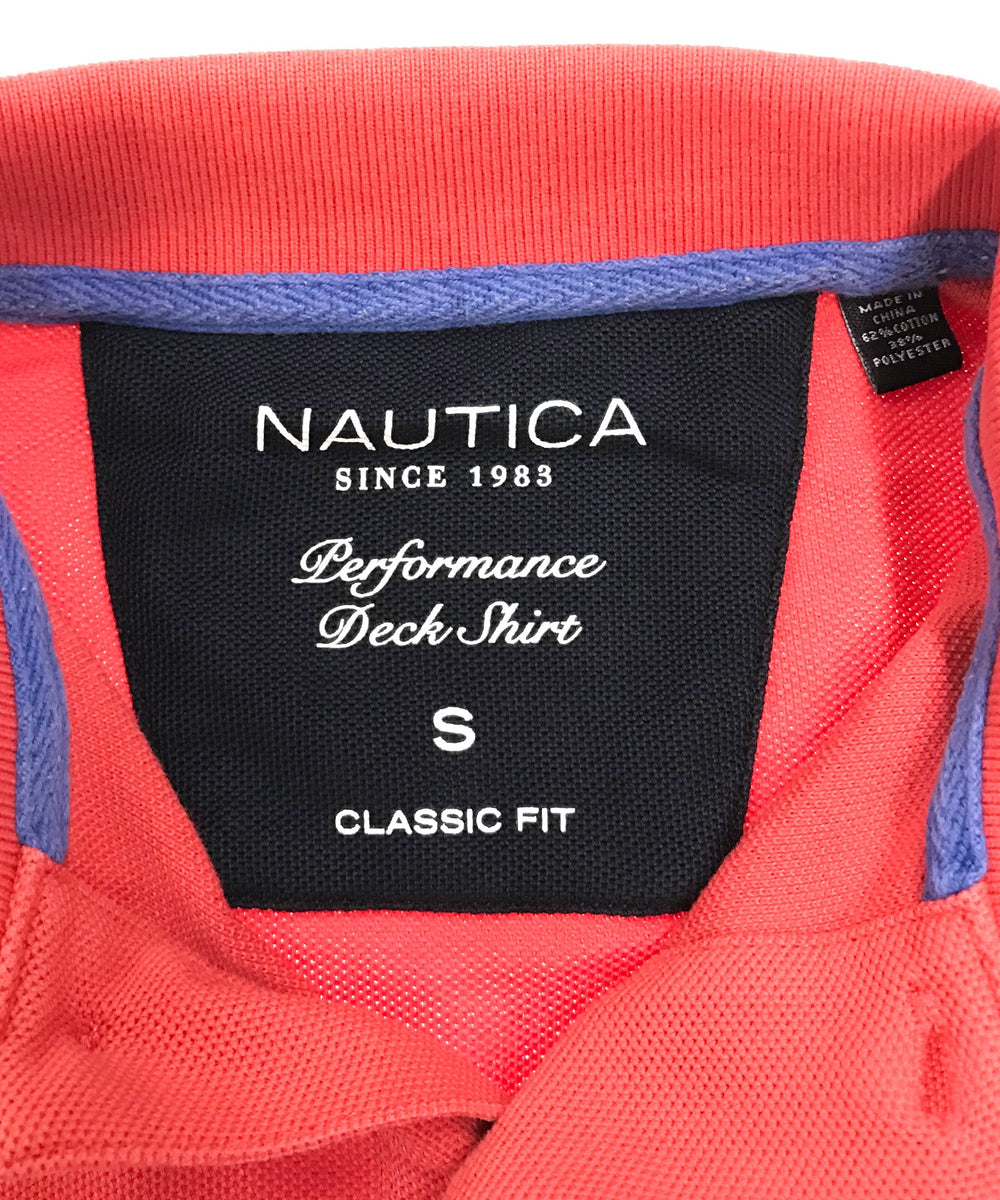 NAUTICA
SINCE 1983
Performance
Deck Shirt
S
CLASSIC FIT
MADE IN
CHINA
62%COTTON
38%
POLYESTER